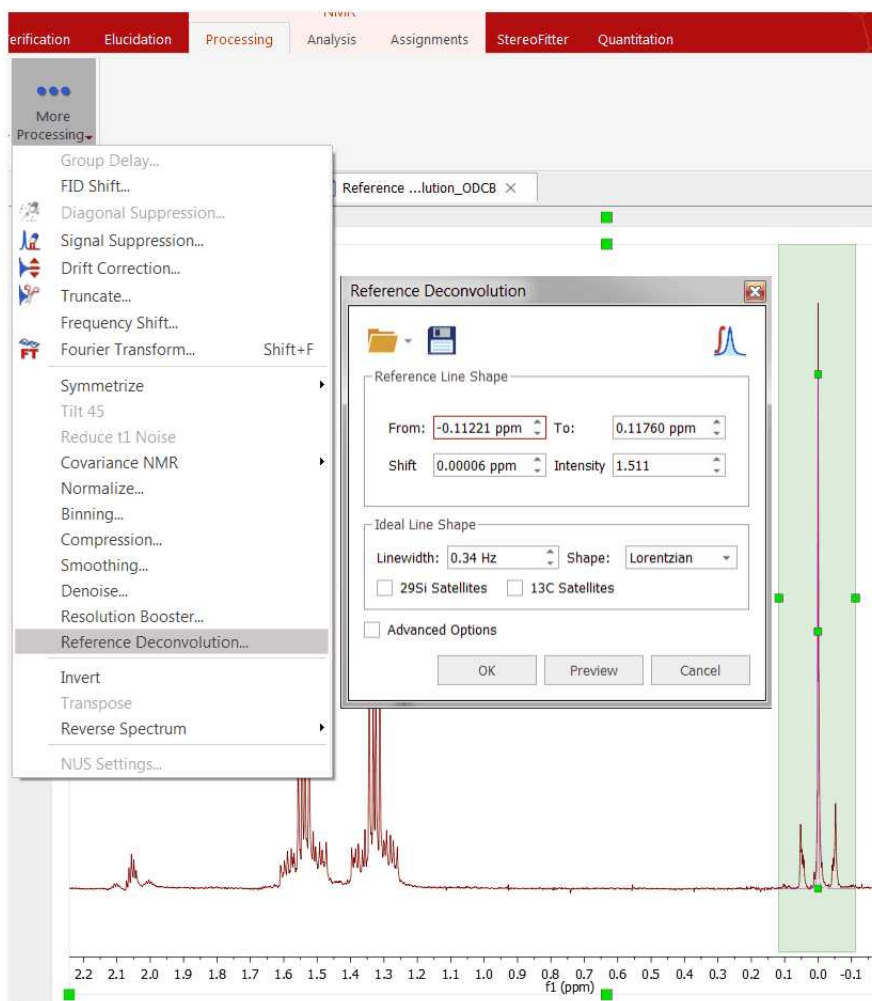 NMR
erification Elucidation Processing Analysis Assignments StereoFitter Quantitation
More
Processing
Group Delay...
FID Shift...
Diagonal Suppression...
Signal Suppression...
Drift Correction...
Truncate...
Frequency Shift...
FT Fourier Transform... Shift+F
Symmetrize
Tilt 45
Reduce t1 Noise
Covariance NMR
Normalize...
Binning...
Compression...
Smoothing...
Denoise...
Resolution Booster...
Reference Deconvolution...
Invert
Transpose
Reverse Spectrum
NUS Settings...
Reference ...lution_ODCB
Reference Deconvolution
Reference Line Shape
From: -0.11221 ppm To: 0.11760 ppm
Shift 0.00006 ppm Intensity 1.511
Ideal Line Shape
Linewidth: 0.34 Hz Shape: Lorentzian
29Si Satellites 13C Satellites
Advanced Options
OK Preview Cancel
2.2 2.1 2.0 1.9 1.8 1.7 1.6 1.5 1.4 1.3 1.2 1.1 1.0 0.9 0.8 0.7 0.6 0.5 0.4 0.3 0.2 0.1 0.0 -0.1
f1 (ppm)